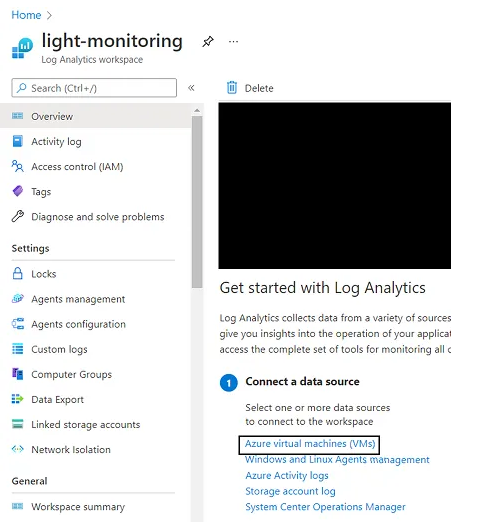 Home >
light-monitoring
Log Analytics workspace
Search (Ctrl+/)
«
Delete
Overview
Activity log
Access control (IAM)
Tags
Diagnose and solve problems
Settings
Locks
Agents management
Agents configuration
Custom logs
Computer Groups
Data Export
Linked storage accounts
Network Isolation
General
Workspace summary
Get started with Log Analytics
Log Analytics collects data from a variety of sources
give you insights into the operation of your applicat
access the complete set of tools for monitoring all
1 Connect a data source
Select one or more data sources
to connect to the workspace
Azure virtual machines (VMs)
Windows and Linux Agents management
Azure Activity logs
Storage account log
System Center Operations Manager